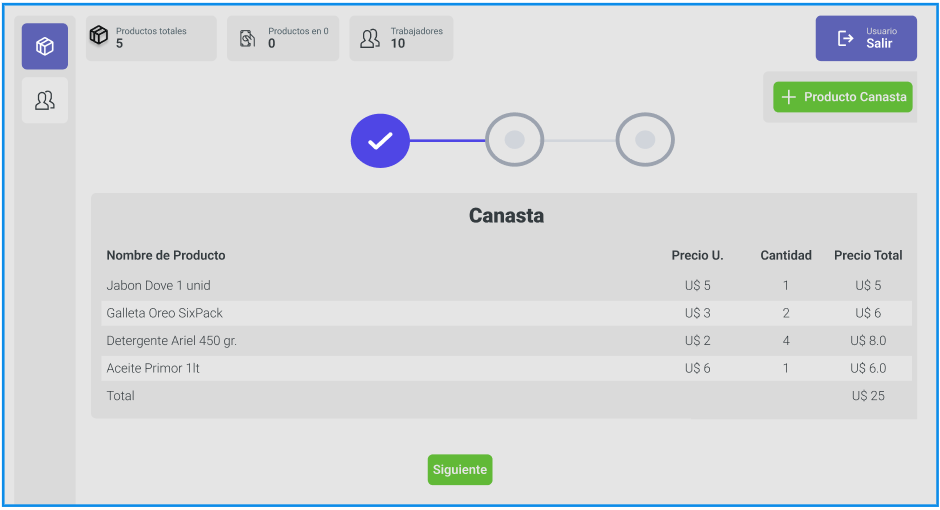 Productos totales
5
Productos en 0
0
Trabajadores
10
Usuario
Salir
Producto Canasta
Canasta
Nombre de Producto Precio U. Cantidad Precio Total
Jabon Dove 1 unid U$ 5 1 U$ 5
Galleta Oreo SixPack U$ 3 2 U$ 6
Detergente Ariel 450 gr. U$ 2 4 U$ 8.0
Aceite Primor 1lt U$ 6 1 U$ 6.0
Total U$ 25
Siguiente